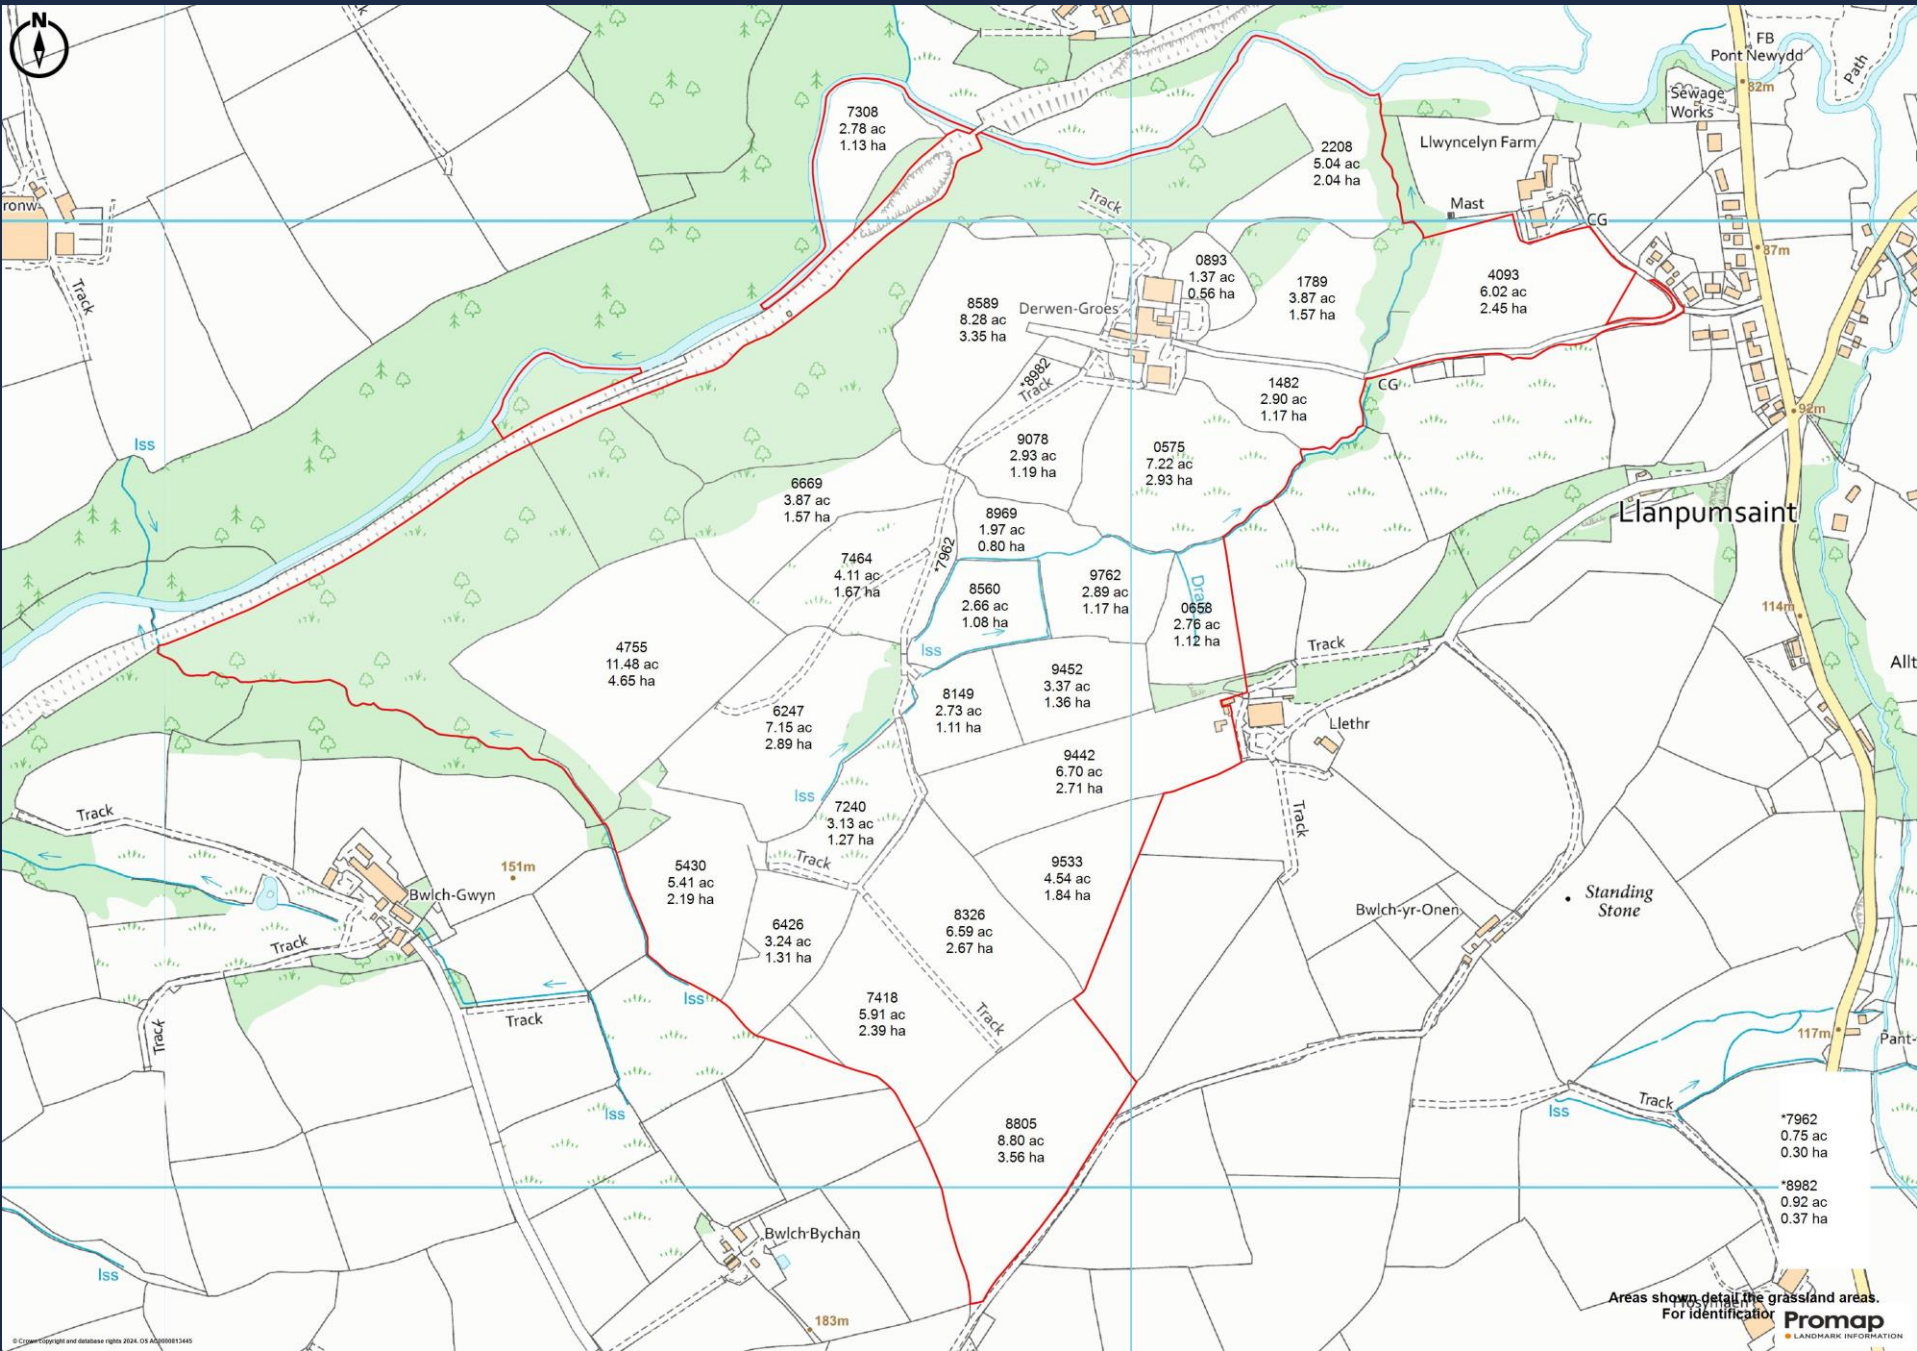 N
FB
Pont Newydd
Path
82m
Sewage
Works
7308
2.78 ac
1.13 ha
2208
5.04 ac
2.04 ha
Llwyncelyn Farm
ronw
Track
Mast
CG
87m
0893
1.37 ac
0.56 ha
1789
3.87 ac
1.57 ha
4093
6.02 ac
2.45 ha
Track
8589
8.28 ac
3.35 ha
Derwen-Groes
*8982
Track
1482
2.90 ac
1.17 ha
CG
92m
Iss
9078
2.93 ac
1.19 ha
0575
7.22 ac
2.93 ha
6669
3.87 ac
1.57 ha
8969
1.97 ac
0.80 ha
Llanpumsaint
7464
4.11 ac
1.67 ha
*7962
8560
2.66 ac
1.08 ha
9762
2.89 ac
1.17 ha
0658
2.76 ac
1.12 ha
114m
Iss
Track
4755
11.48 ac
4.65 ha
9452
3.37 ac
1.36 ha
Allt
8149
2.73 ac
1.11 ha
6247
7.15 ac
2.89 ha
Llethr
9442
6.70 ac
2.71 ha
Iss
7240
3.13 ac
1.27 ha
Track
Track
Track
5430
5.41 ac
2.19 ha
9533
4.54 ac
1.84 ha
151m
Bwlch-Gwyn
Standing
Stone
Bwlch-yr-Onen
6426
3.24 ac
1.31 ha
8326
6.59 ac
2.67 ha
Track
Iss
7418
5.91 ac
2.39 ha
Track
Track
Track
117m
Pant-
Iss
Iss
Track
8805
8.80 ac
3.56 ha
*7962
0.75 ac
0.30 ha
*8982
0.92 ac
0.37 ha
Bwlch-Bychan
Iss
183m
Areas shown detail the grassland areas.
For identification
Promap
LANDMARK INFORMATION
© Crown copyright and database rights 2024. OS AC0000813445